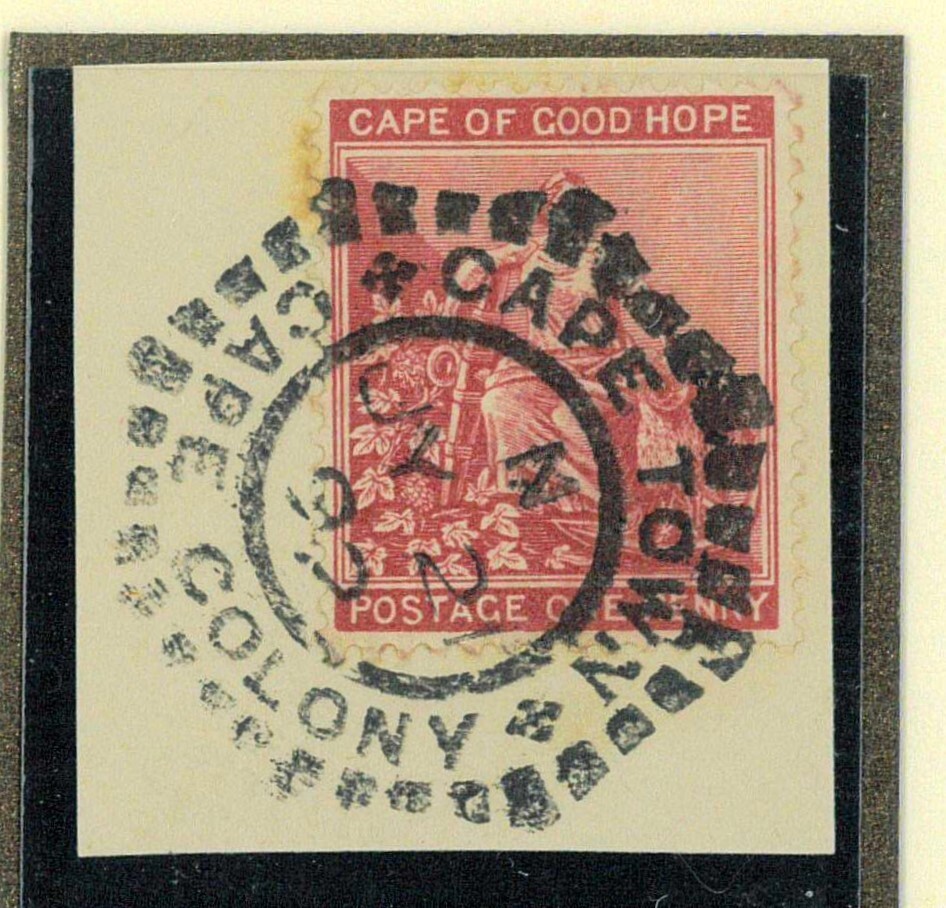 CAPE OF GOOD HOPE
POSTAGE ONE PENNY
CAPE TOWN
CAPE COLONY